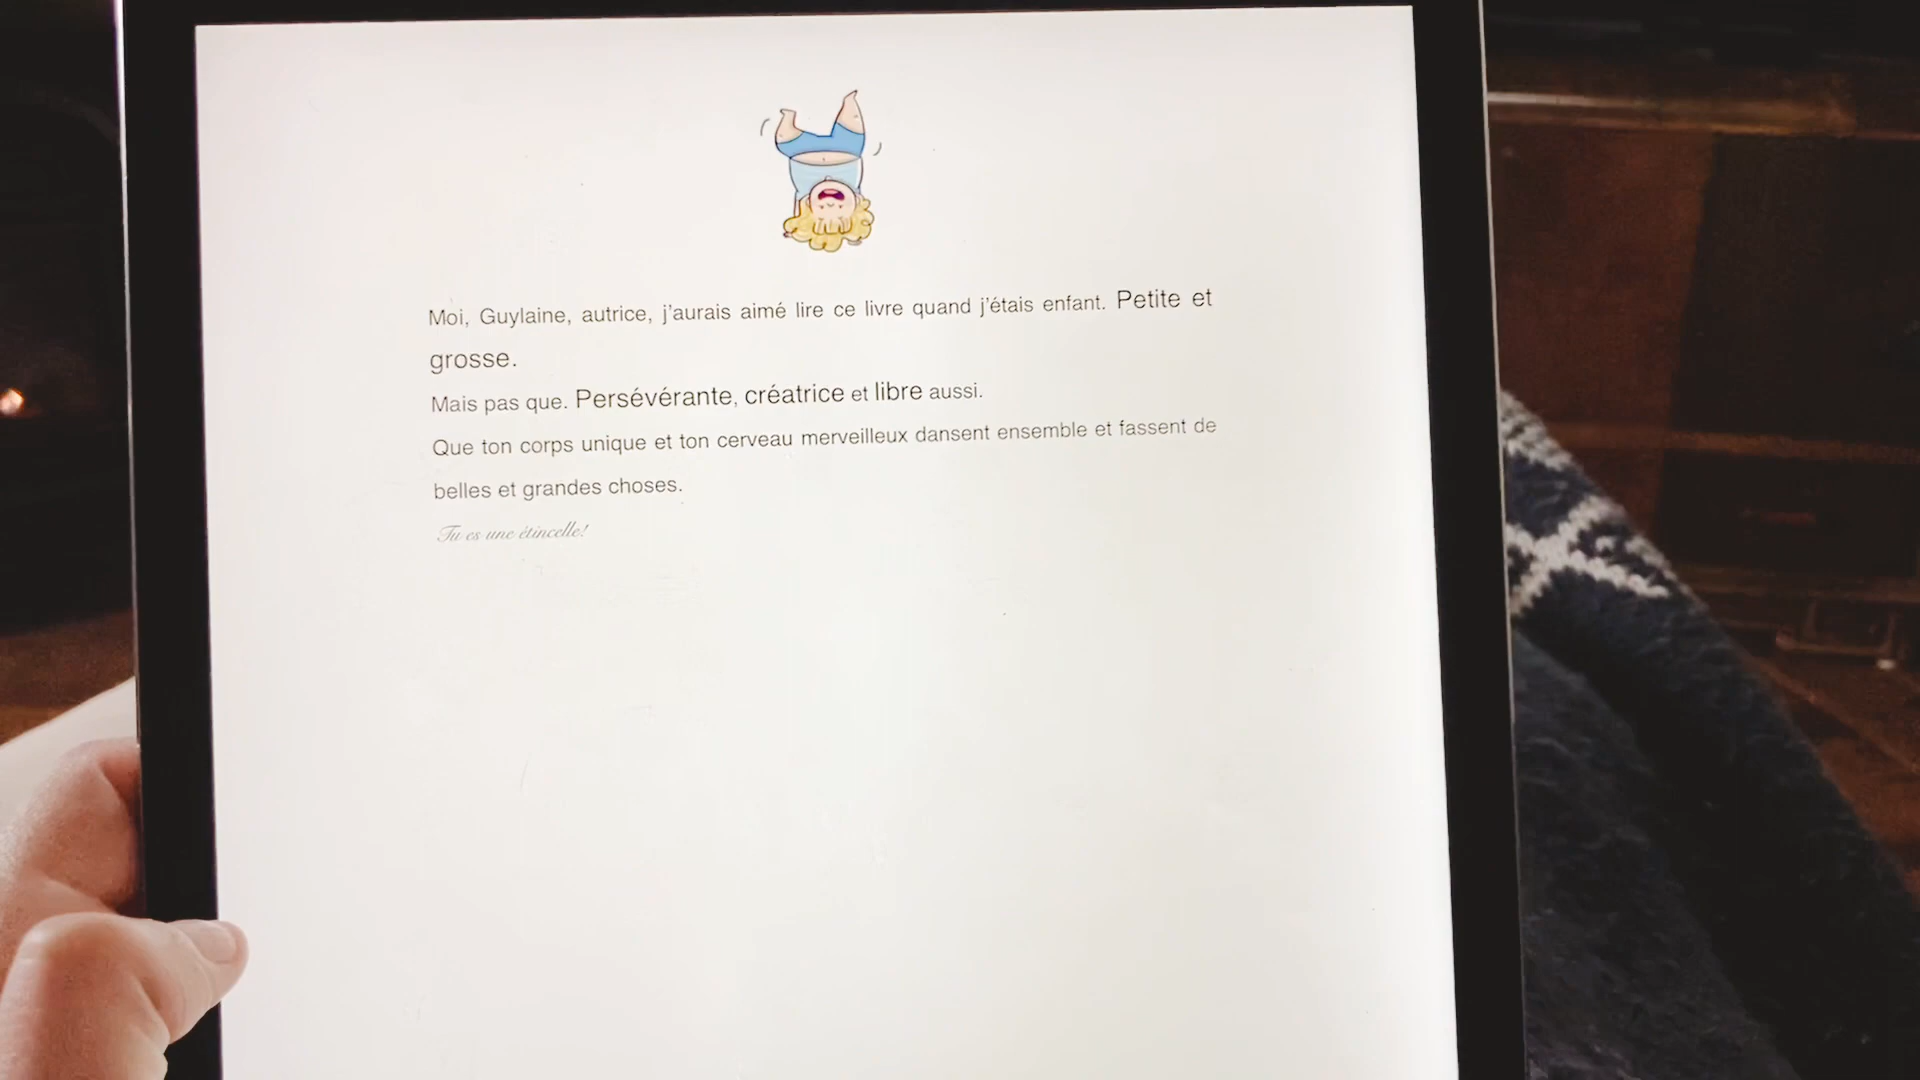 Moi, Guylaine, autrice, j'aurais aimé lire ce livre quand j'étais enfant. Petite et
grosse.
Mais pas que. Persévérante, créatrice et libre aussi.
Que ton corps unique et ton cerveau merveilleux dansent ensemble et fassent de
belles et grandes choses.
Tu es une étincelle!